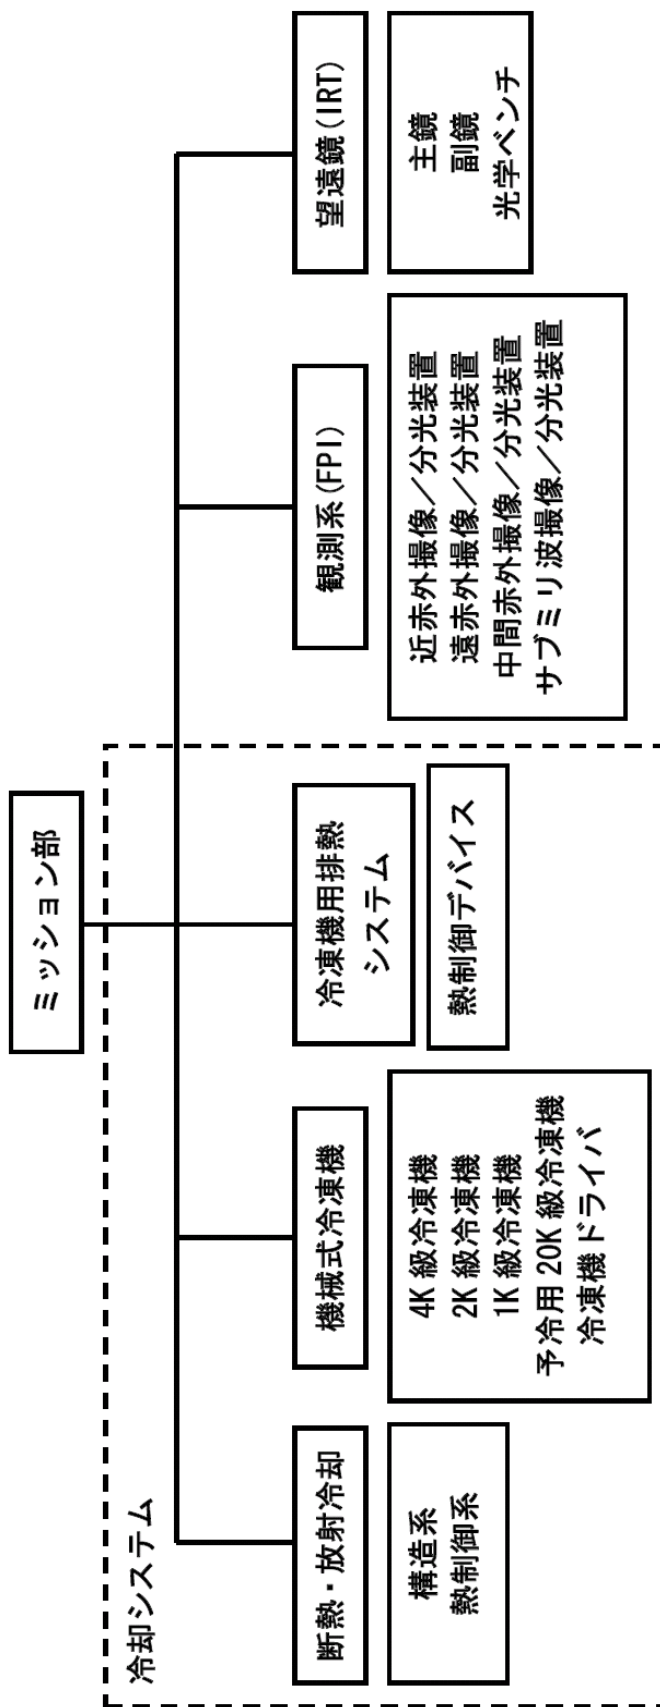 ミッション部
冷却システム
断熱・放射冷却
構造系
熱制御系
機械式冷凍機
4K 級冷凍機
2K 級冷凍機
1K 級冷凍機
予冷用 20K 級冷凍機
冷凍機ドライバ
冷凍機用排熱
システム
熱制御デバイス
観測系(FPI)
近赤外撮像／分光装置
遠赤外撮像／分光装置
中間赤外撮像／分光装置
サブミリ波撮像／分光装置
望遠鏡(IRT)
主鏡
副鏡
光学ベンチ